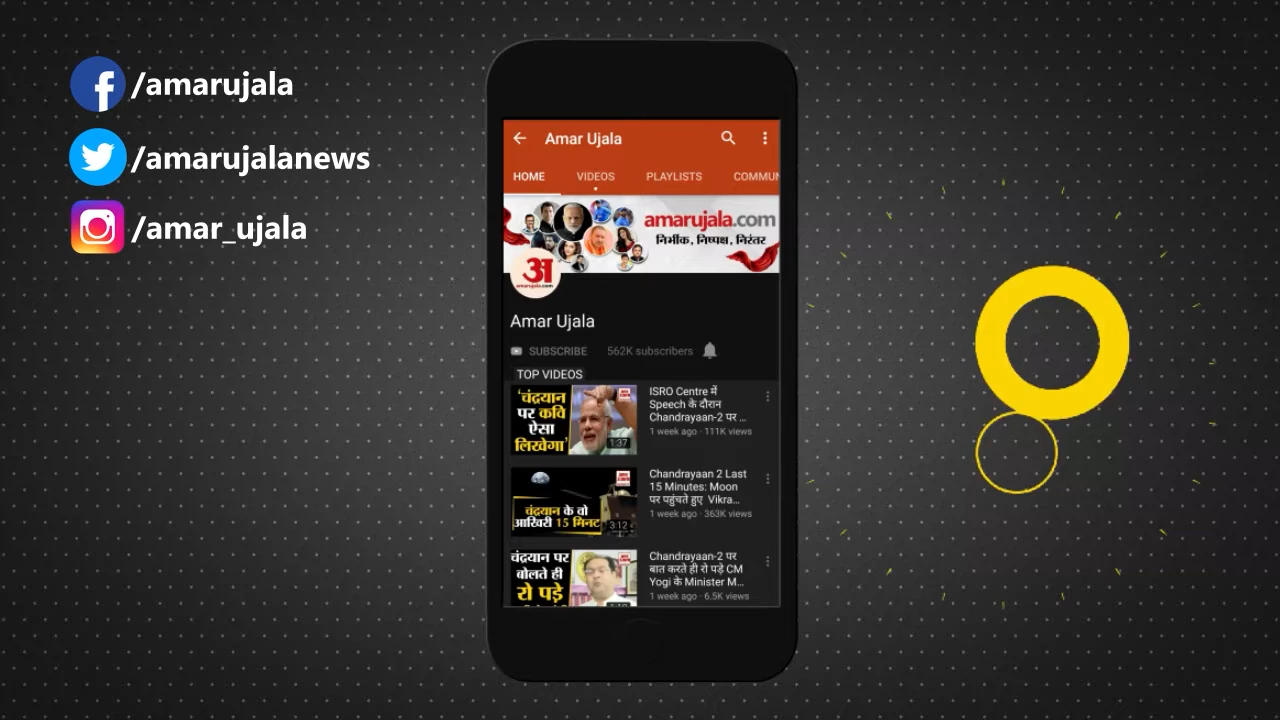 /amarujala
/amarujalanews
/amar_ujala
Amar Ujala
HOME VIDEOS PLAYLISTS COMMUN
amarujala.com
निर्भीक, निष्पक्ष, निरंतर
अ
amarujala.com
Amar Ujala
SUBSCRIBE 562K subscribers
TOP VIDEOS
'चंद्रयान
पर कवि
ऐसा
लिखेगा'
1:37
ISRO Centre में
Speech के दौरान
Chandrayaan-2 पर ...
1 week ago · 111K views
चंद्रयान के वो
आखिरी 15 मिनट
3:12
Chandrayaan 2 Last
15 Minutes: Moon
पर पहुंचते हुए Vikra...
1 week ago · 363K views
चंद्रयान पर
बोलते ही
रो पड़े
Chandrayaan-2 पर
बात करते ही रो पड़े CM
Yogi के Minister M...
1 week ago · 6.5K views